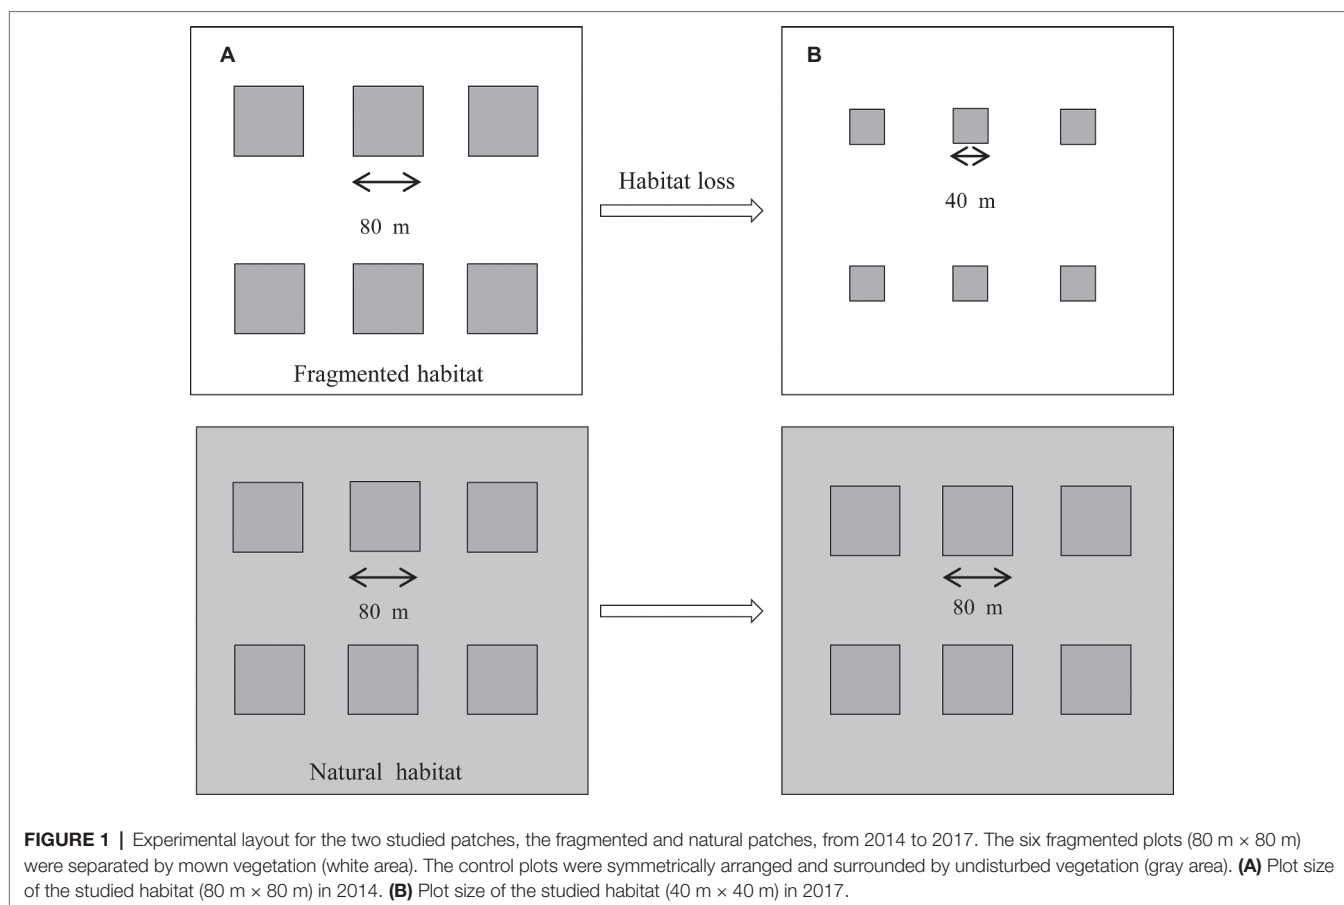 A
B
80 m
Habitat loss
40 m
Fragmented habitat
80 m
80 m
Natural habitat
FIGURE 1 | Experimental layout for the two studied patches, the fragmented and natural patches, from 2014 to 2017. The six fragmented plots (80 m × 80 m)
were separated by mown vegetation (white area). The control plots were symmetrically arranged and surrounded by undisturbed vegetation (gray area). (A) Plot size
of the studied habitat (80 m × 80 m) in 2014. (B) Plot size of the studied habitat (40 m × 40 m) in 2017.